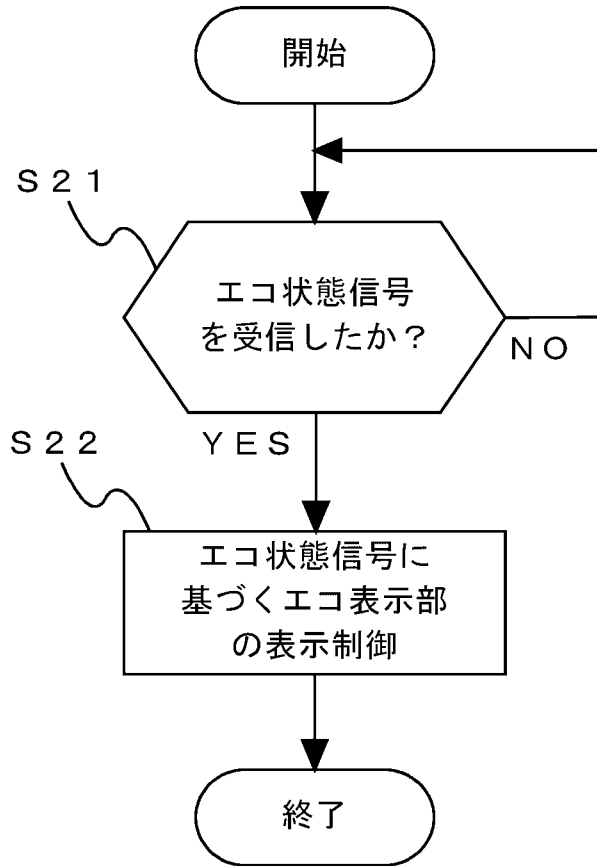 開始
Ｓ２１
エコ状態信号
を受信したか？
ＮＯ
ＹＥＳ
Ｓ２２
エコ状態信号に
基づくエコ表示部
の表示制御
終了